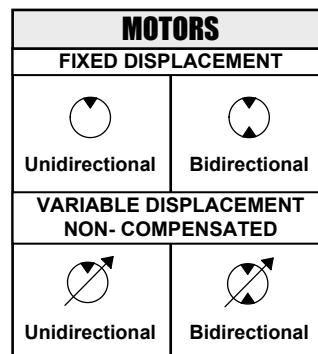 MOTORS
FIXED DISPLACEMENT
Unidirectional
Bidirectional
VARIABLE DISPLACEMENT
NON- COMPENSATED
Unidirectional
Bidirectional